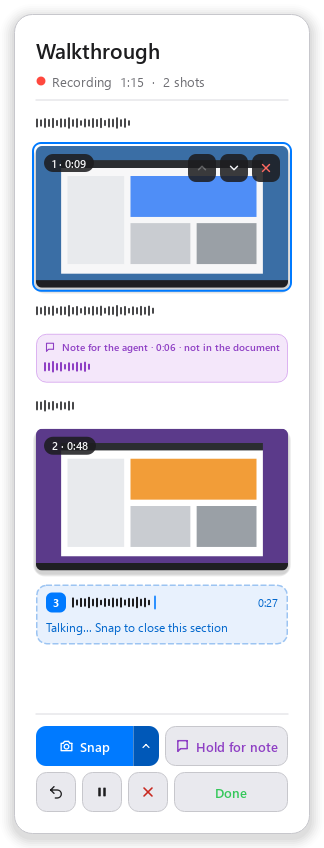 Walkthrough
Recording 1:15 · 2 shots
1 · 0:09
Note for the agent · 0:06 · not in the document
2 · 0:48
3 0:27
Talking... Snap to close this section
Snap
Hold for note
Done